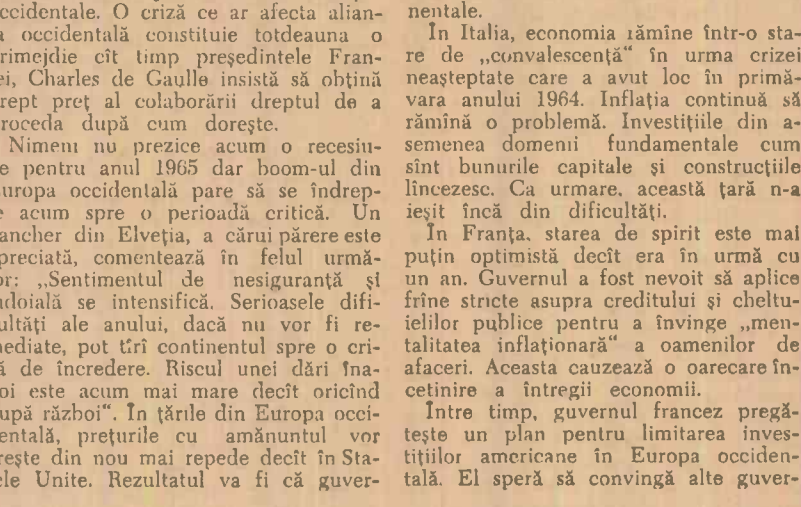 ccidentale. O criză ce ar afecta alian-
a occidentală constituie totdeauna o
rimejdie cît timp președintele Fran-
ei, Charles de Gaulle insistă să obțină
rept preț al colaborării dreptul de a
roceda după cum dorește.
Nimeni nu prezice acum o recesiu-
e pentru anul 1965 dar boom-ul din
uropa occidentală pare să se îndrep-
e acum spre o perioadă critică. Un
ancher din Elveția, a cărui părere este
preciată, comentează în felul urmă-
or: „Sentimentul de nesiguranță și
ndoială se intensifică. Serioasele difi-
ultăți ale anului, dacă nu vor fi re-
mediate, pot tîrî continentul spre o cri-
ă de încredere. Riscul unei dări îna-
oi este acum mai mare decît oricînd
upă război“. În țările din Europa occi-
entală, prețurile cu amănuntul vor
rește din nou mai repede decît în Sta-
ele Unite. Rezultatul va fi că guver-
nentale.
În Italia, economia rămîne într-o sta-
re de „convalescență“ în urma crizei
neașteptate care a avut loc în primă-
vara anului 1964. Inflația continuă să
rămînă o problemă. Investițiile din a-
semenea domenii fundamentale cum
sînt bunurile capitale și construcțiile
lîncezesc. Ca urmare, această țară n-a
ieșit încă din dificultăți.
În Franța, starea de spirit este mai
puțin optimistă decît era în urmă cu
un an. Guvernul a fost nevoit să aplice
frîne stricte asupra creditului și cheltu-
ielilor publice pentru a învinge „men-
talitatea inflaționară“ a oamenilor de
afaceri. Aceasta cauzează o oarecare în-
cetinire a întregii economii.
Între timp, guvernul francez pregă-
tește un plan pentru limitarea inves-
tițiilor americane în Europa occiden-
tală. El speră să convingă alte guver-